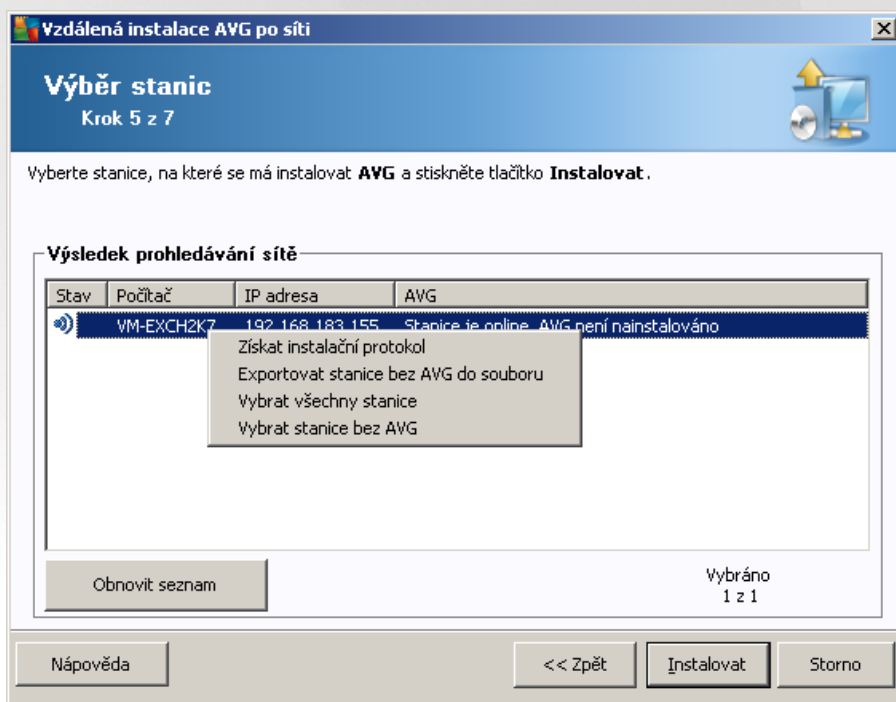 Vzdálená instalace AVG po síti
Výběr stanic
Krok 5 z 7
Vyberte stanice, na které se má instalovat AVG a stiskněte tlačítko Instalovat.
Výsledek prohledávání sítě
Stav Počítač IP adresa AVG
VM-EXCH2K7 192.168.183.155 Stanice je online, AVG není nainstalováno
Získat instalační protokol
Exportovat stanice bez AVG do souboru
Vybrat všechny stanice
Vybrat stanice bez AVG
Obnovit seznam
Vybráno
1 z 1
Nápověda << Zpět Instalovat Storno